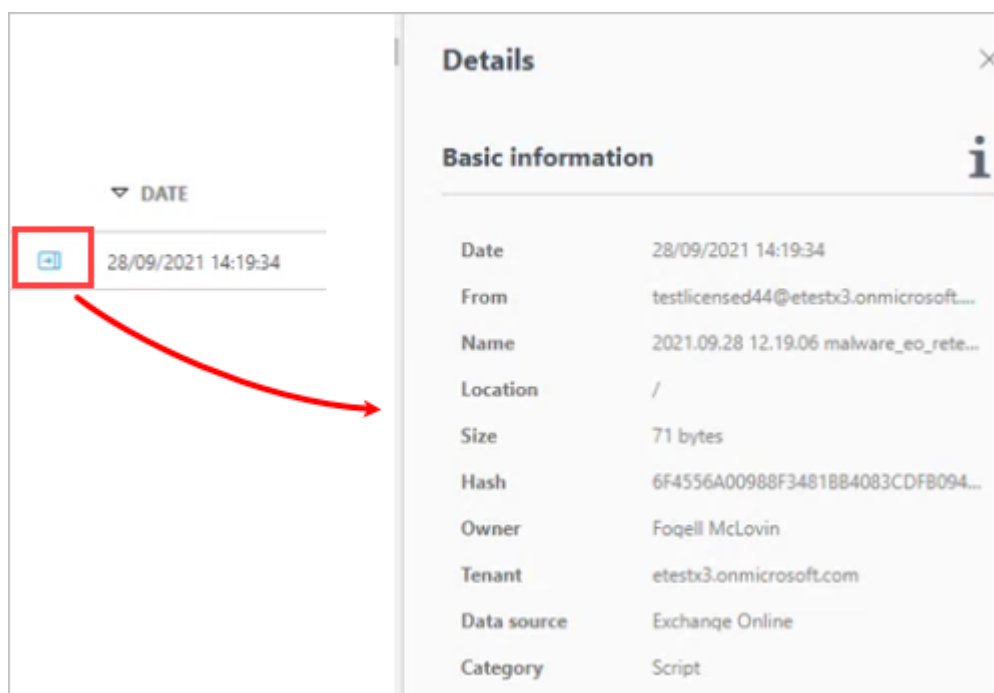 Details
Basic information
DATE
28/09/2021 14:19:34
Date 28/09/2021 14:19:34
From testlicensed44@etestx3.onmicrosoft....
Name 2021.09.28 12.19.06 malware_eo_rete...
Location /
Size 71 bytes
Hash 6F4556A00988F3481BB4083CDFB094...
Owner Foqell McLovin
Tenant etestx3.onmicrosoft.com
Data source Exchange Online
Category Script